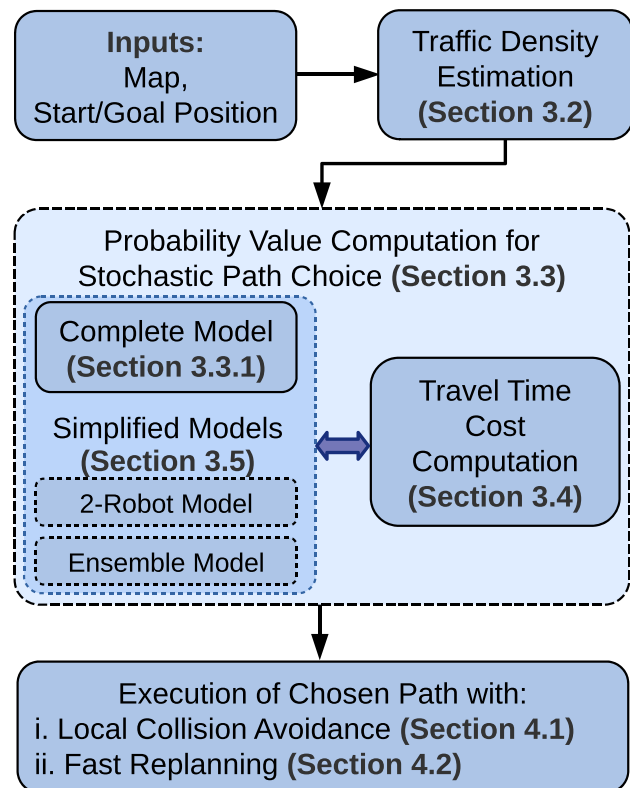 Inputs:
Map,
Start/Goal Position
Traffic Density
Estimation
(Section 3.2)
Probability Value Computation for
Stochastic Path Choice (Section 3.3)
Complete Model
(Section 3.3.1)
Simplified Models
(Section 3.5)
2-Robot Model
Ensemble Model
Travel Time
Cost
Computation
(Section 3.4)
Execution of Chosen Path with:
i. Local Collision Avoidance (Section 4.1)
ii. Fast Replanning (Section 4.2)